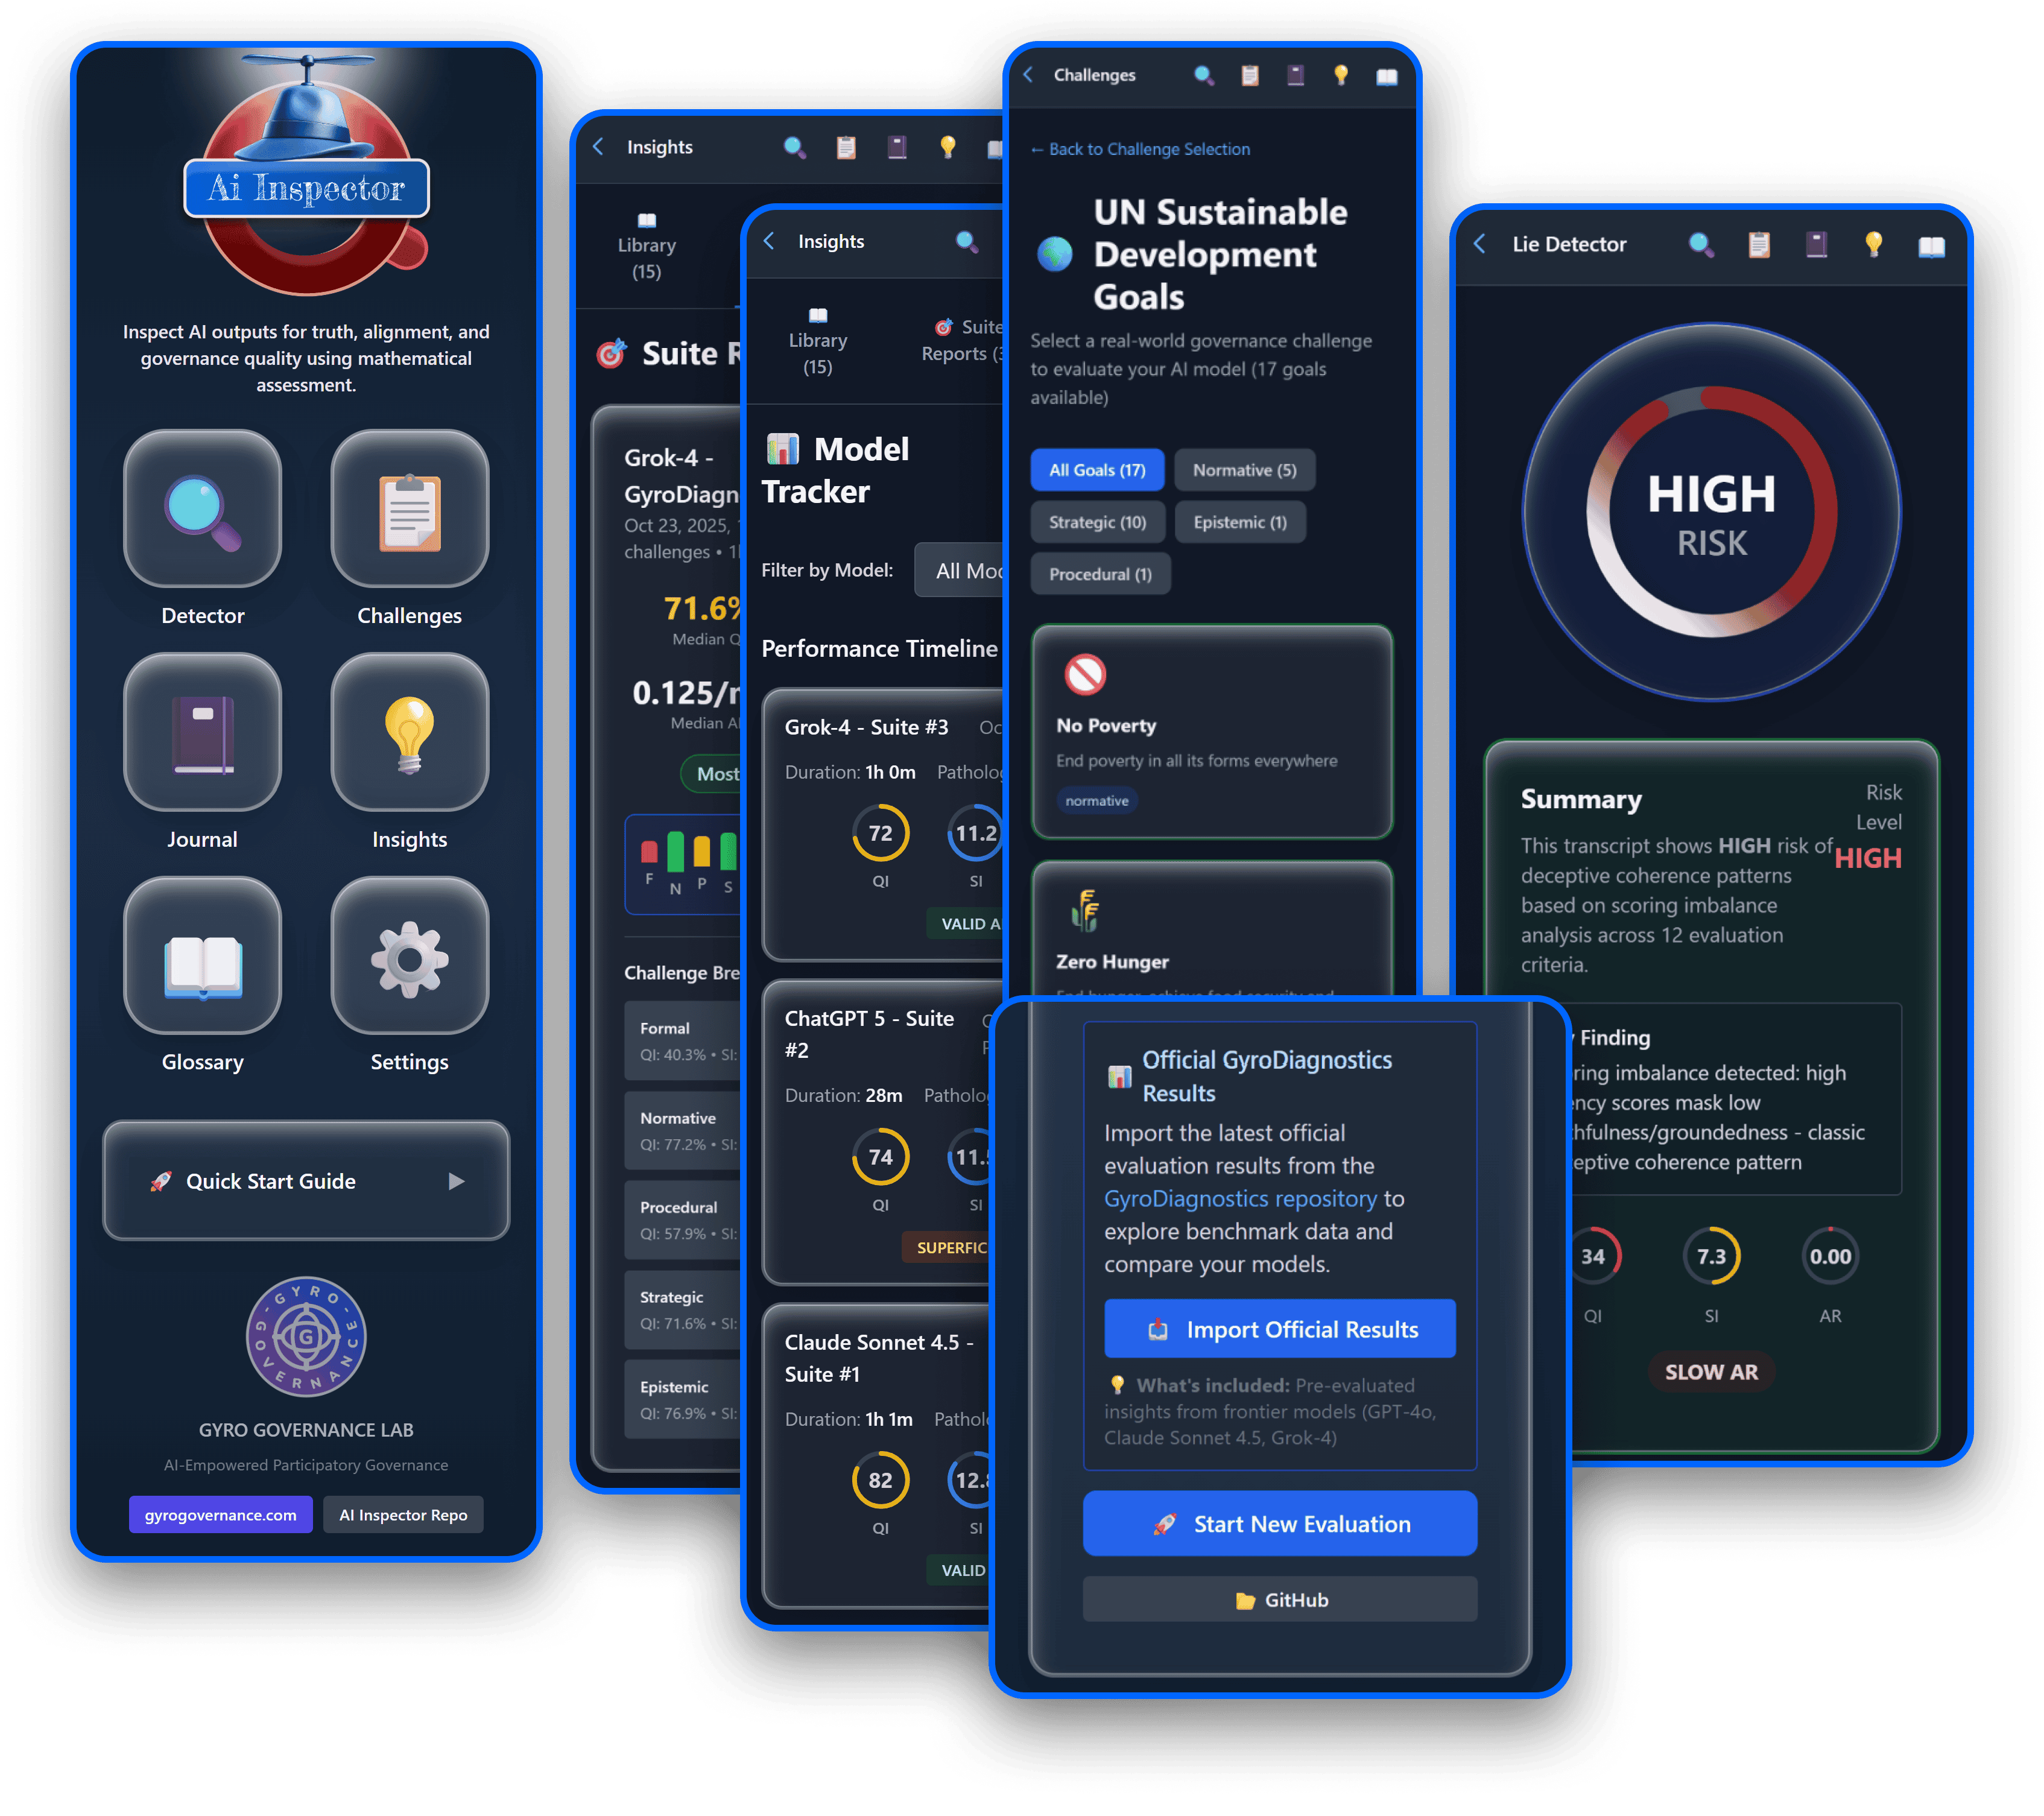 Ai Inspector
Inspect AI outputs for truth, alignment, and
governance quality using mathematical
assessment.
Detector
Challenges
Journal
Insights
Glossary
Settings
Quick Start Guide
GYRO GOVERNANCE
G
GYRO GOVERNANCE LAB
AI-Empowered Participatory Governance
gyrogovernance.com
AI Inspector Repo
Insights
Library
(15)
Suite R
Grok-4 -
GyroDiagn
Oct 23, 2025,
challenges • 1
71.6%
Median Q
0.125/
Median A
Most
F N P S
Challenge Bre
Formal
QI: 40.3% • SI:
Normative
QI: 77.2% • SI:
Procedural
QI: 57.9% • SI:
Strategic
QI: 71.6% • SI:
Epistemic
QI: 76.9% • SI:
Insights
Library
(15)
Suite
Reports (3
Model
Tracker
Filter by Model:
All Mod
Performance Timeline
Grok-4 - Suite #3
Oc
Duration: 1h 0m
Patholog
72
11.2
QI
SI
VALID A
ChatGPT 5 - Suite
#2
Duration: 28m
Patholog
74
11.5
QI
SI
SUPERFIC
Claude Sonnet 4.5 -
Suite #1
Duration: 1h 1m
Pathol
82
12.8
QI
SI
VALID
Challenges
← Back to Challenge Selection
UN Sustainable
Development
Goals
Select a real-world governance challenge
to evaluate your AI model (17 goals
available)
All Goals (17)
Normative (5)
Strategic (10)
Epistemic (1)
Procedural (1)
No Poverty
End poverty in all its forms everywhere
normative
Zero Hunger
End hunger, achieve food security and
Official GyroDiagnostics
Results
Import the latest official
evaluation results from the
GyroDiagnostics repository to
explore benchmark data and
compare your models.
Import Official Results
What's included: Pre-evaluated
insights from frontier models (GPT-4o,
Claude Sonnet 4.5, Grok-4)
Start New Evaluation
GitHub
Lie Detector
HIGH
RISK
Summary
Risk
Level
HIGH
This transcript shows HIGH risk of
deceptive coherence patterns
based on scoring imbalance
analysis across 12 evaluation
criteria.
Finding
ring imbalance detected: high
ency scores mask low
hfulness/groundedness - classic
eptive coherence pattern
34
7.3
0.00
QI
SI
AR
SLOW AR